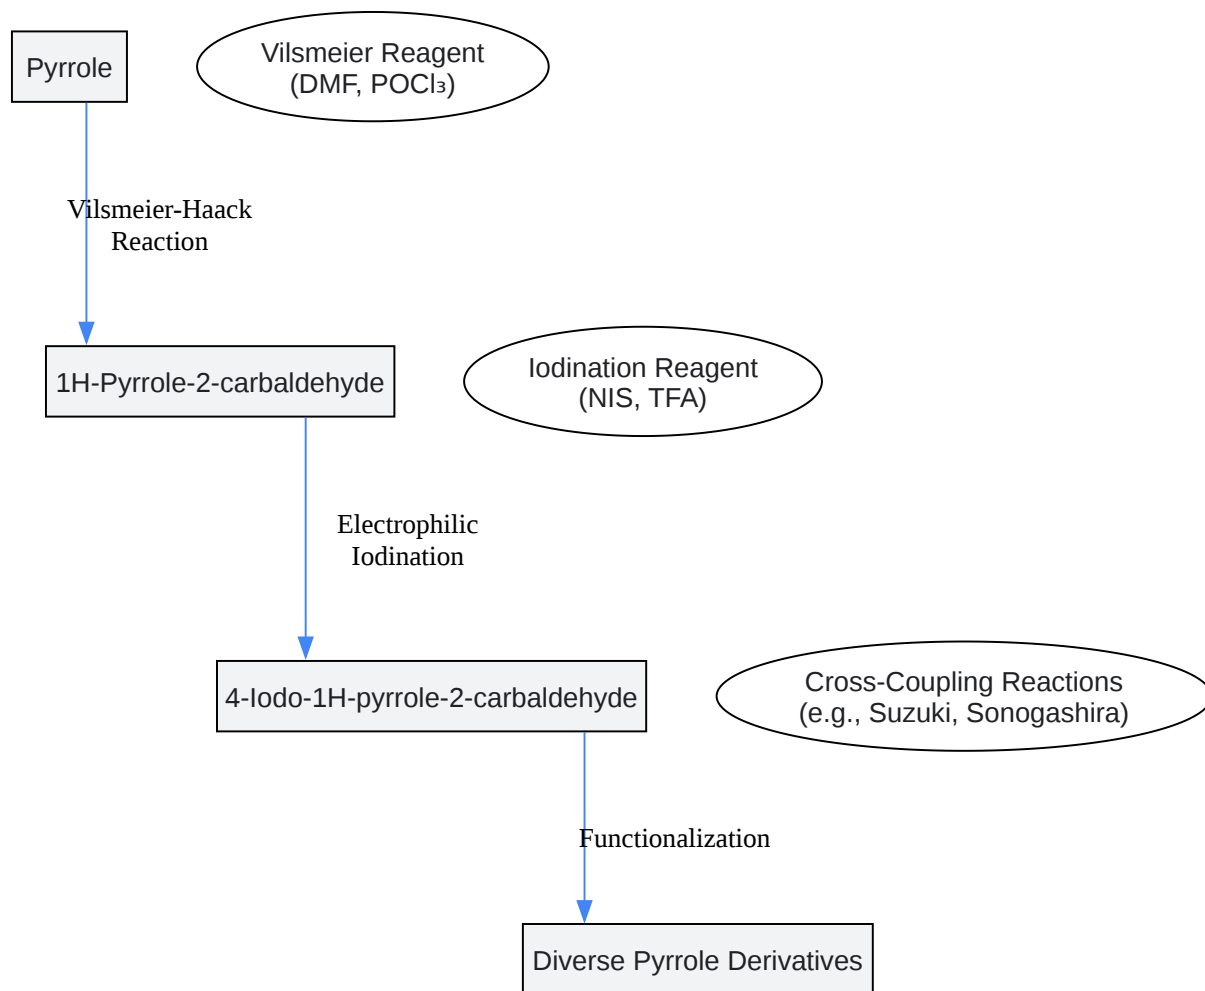 Pyrrole
Vilsmeier Reagent
(DMF, POCl₃)
Vilsmeier-Haack
Reaction
1H-Pyrrole-2-carbaldehyde
Iodination Reagent
(NIS, TFA)
Electrophilic
Iodination
4-Iodo-1H-pyrrole-2-carbaldehyde
Cross-Coupling Reactions
(e.g., Suzuki, Sonogashira)
Functionalization
Diverse Pyrrole Derivatives